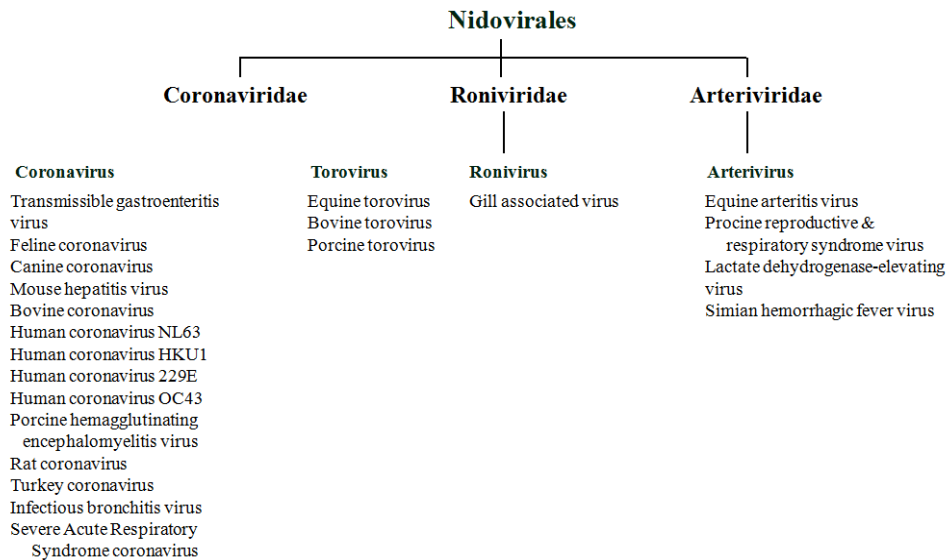 Nidovirales
Coronaviridae
Roniviridae
Arteriviridae
Coronavirus
Transmissible gastroenteritis
virus
Feline coronavirus
Canine coronavirus
Mouse hepatitis virus
Bovine coronavirus
Human coronavirus NL63
Human coronavirus HKU1
Human coronavirus 229E
Human coronavirus OC43
Porcine hemagglutinating
encephalomyelitis virus
Rat coronavirus
Turkey coronavirus
Infectious bronchitis virus
Severe Acute Respiratory
Syndrome coronavirus
Torovirus
Equine torovirus
Bovine torovirus
Porcine torovirus
Ronivirus
Gill associated virus
Arterivirus
Equine arteritis virus
Procine reproductive &
respiratory syndrome virus
Lactate dehydrogenase-elevating
virus
Simian hemorrhagic fever virus